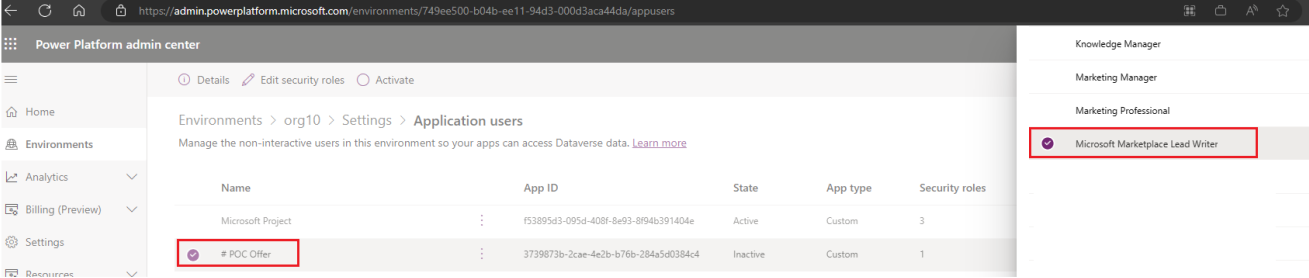 https://admin.powerplatform.microsoft.com/environments/749ee500-b04b-ee11-94d3-000d3aca44da/appusers
Power Platform admin center
Details Edit security roles Activate
Home
Environments
Analytics
Billing (Preview)
Settings
Resources
Environments > org10 > Settings > Application users
Manage the non-interactive users in this environment so your apps can access Dataverse data. Learn more
Name App ID State App type Security roles
Microsoft Project f53895d3-095d-408f-8e93-8f94b391404e Active Custom 3
# POC Offer 3739873b-2cae-4e2b-b76b-284a5d0384c4 Inactive Custom 1
Knowledge Manager
Marketing Manager
Marketing Professional
Microsoft Marketplace Lead Writer